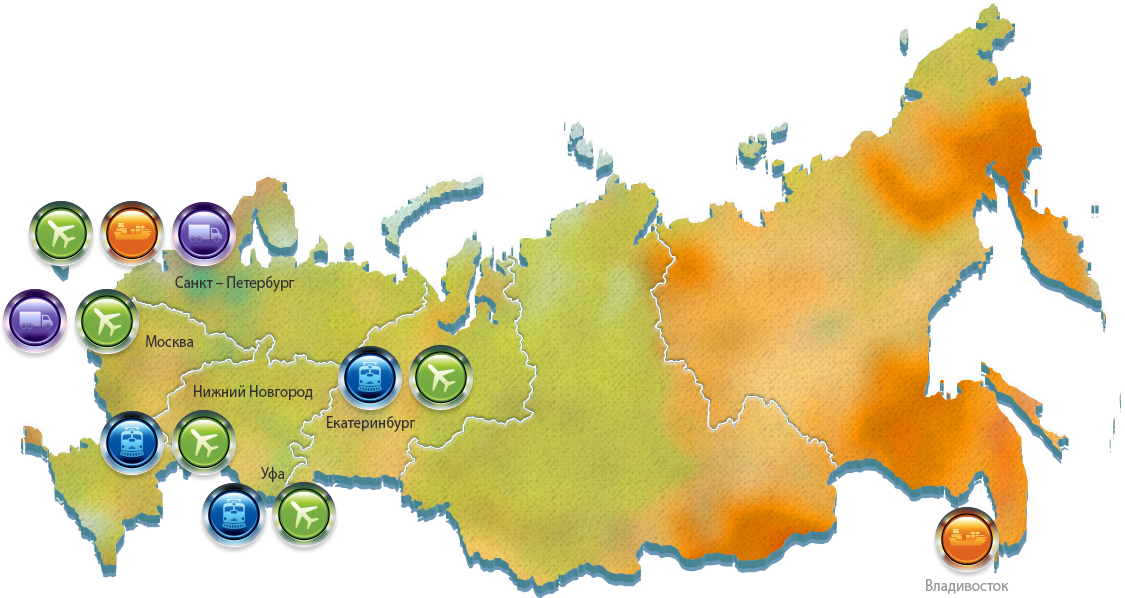 Санкт – Петербург
Москва
Нижний Новгород
Екатеринбург
Уфа
Владивосток